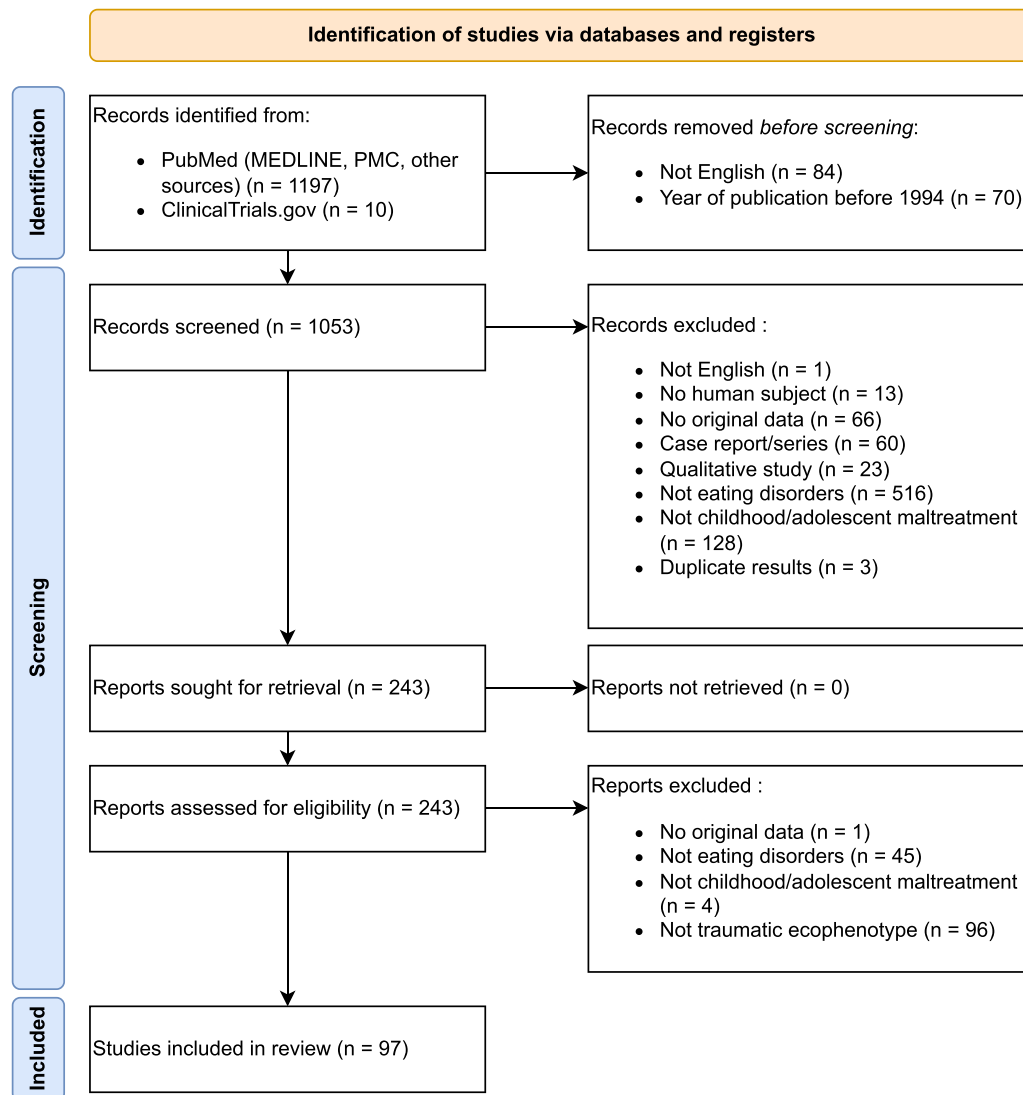 Identification of studies via databases and registers
Identification
Records identified from:
• PubMed (MEDLINE, PMC, other
sources) (n = 1197)
• ClinicalTrials.gov (n = 10)
Records removed before screening:
• Not English (n = 84)
• Year of publication before 1994 (n = 70)
Screening
Records screened (n = 1053)
Records excluded :
• Not English (n = 1)
• No human subject (n = 13)
• No original data (n = 66)
• Case report/series (n = 60)
• Qualitative study (n = 23)
• Not eating disorders (n = 516)
• Not childhood/adolescent maltreatment
(n = 128)
• Duplicate results (n = 3)
Reports sought for retrieval (n = 243)
Reports not retrieved (n = 0)
Reports assessed for eligibility (n = 243)
Reports excluded :
• No original data (n = 1)
• Not eating disorders (n = 45)
• Not childhood/adolescent maltreatment
(n = 4)
• Not traumatic ecophenotype (n = 96)
Included
Studies included in review (n = 97)